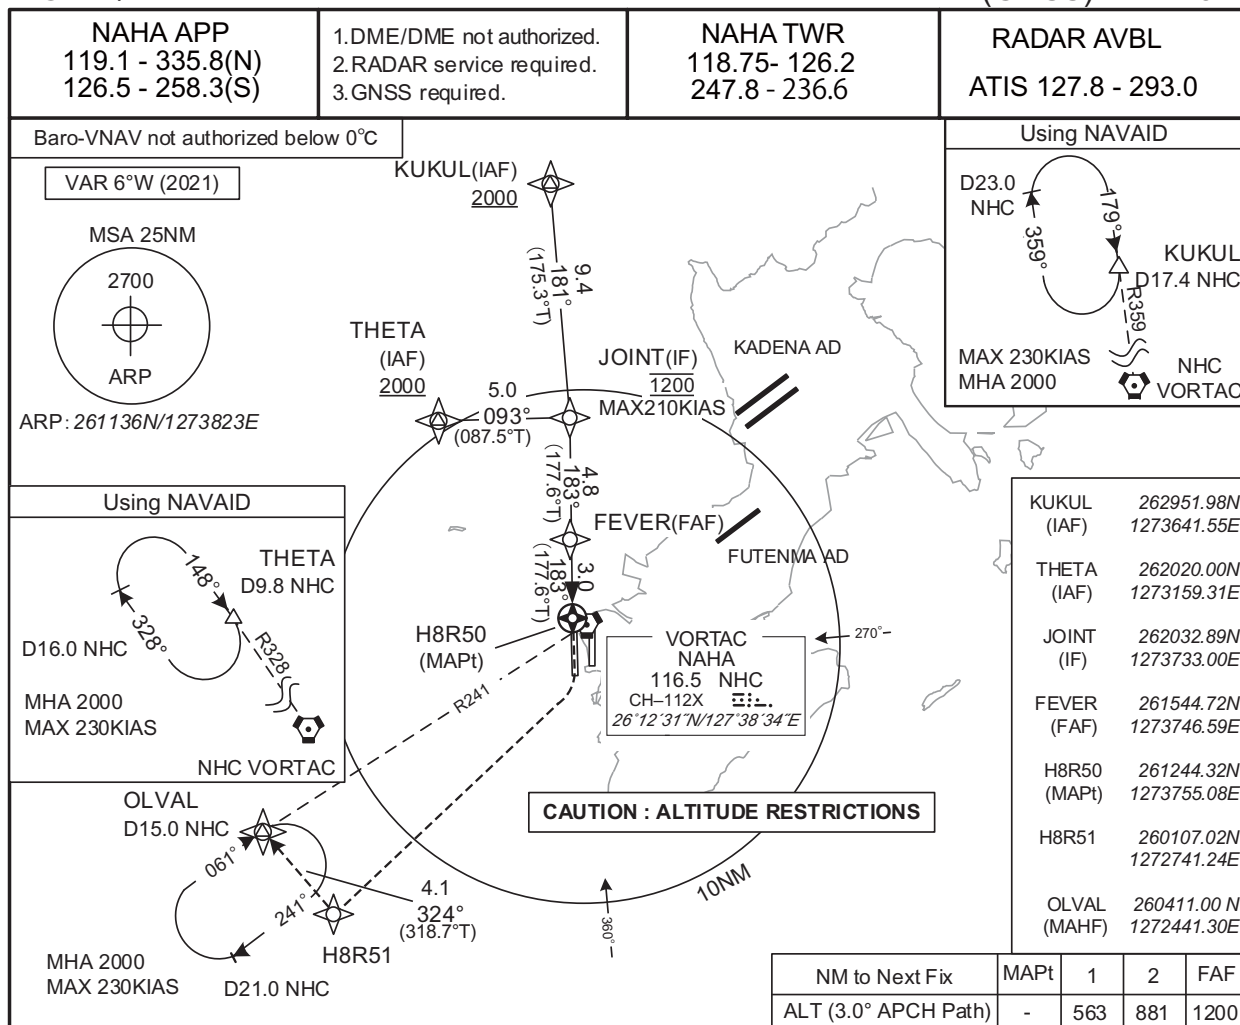 NAHA APP
119.1 - 335.8(N)
126.5 - 258.3(S)
1.DME/DME not authorized.
2.RADAR service required.
3.GNSS required.
NAHA TWR
118.75- 126.2
247.8 - 236.6
RADAR AVBL
ATIS 127.8 - 293.0
Baro-VNAV not authorized below 0°C
VAR 6°W (2021)
MSA 25NM
2700
ARP
ARP: 261136N/1273823E
KUKUL(IAF)
2000
9.4
181°
(175.3°T)
THETA
(IAF)
2000
5.0
093°
(087.5°T)
JOINT(IF)
1200
MAX210KIAS
KADENA AD
4.8
183°
(177.6°T)
FEVER(FAF)
FUTENMA AD
3.0
183°
(177.6°T)
H8R50
(MAPt)
R241
VORTAC
NAHA
116.5 NHC
CH–112X
26°12′31″N/127°38′34″E
270°
360°
10NM
CAUTION : ALTITUDE RESTRICTIONS
Using NAVAID
D23.0
NHC
179°
359°
KUKUL
D17.4 NHC
R359
MAX 230KIAS
MHA 2000
NHC
VORTAC
Using NAVAID
THETA
D9.8 NHC
148°
328°
D16.0 NHC
R328
MHA 2000
MAX 230KIAS
NHC VORTAC
OLVAL
D15.0 NHC
061°
241°
4.1
324°
(318.7°T)
H8R51
MHA 2000
MAX 230KIAS
D21.0 NHC
KUKUL 262951.98N
(IAF) 1273641.55E
THETA 262020.00N
(IAF) 1273159.31E
JOINT 262032.89N
(IF) 1273733.00E
FEVER 261544.72N
(FAF) 1273746.59E
H8R50 261244.32N
(MAPt) 1273755.08E
H8R51 260107.02N
1272741.24E
OLVAL 260411.00 N
(MAHF) 1272441.30E
NM to Next Fix MAPt 1 2 FAF
ALT (3.0° APCH Path) - 563 881 1200